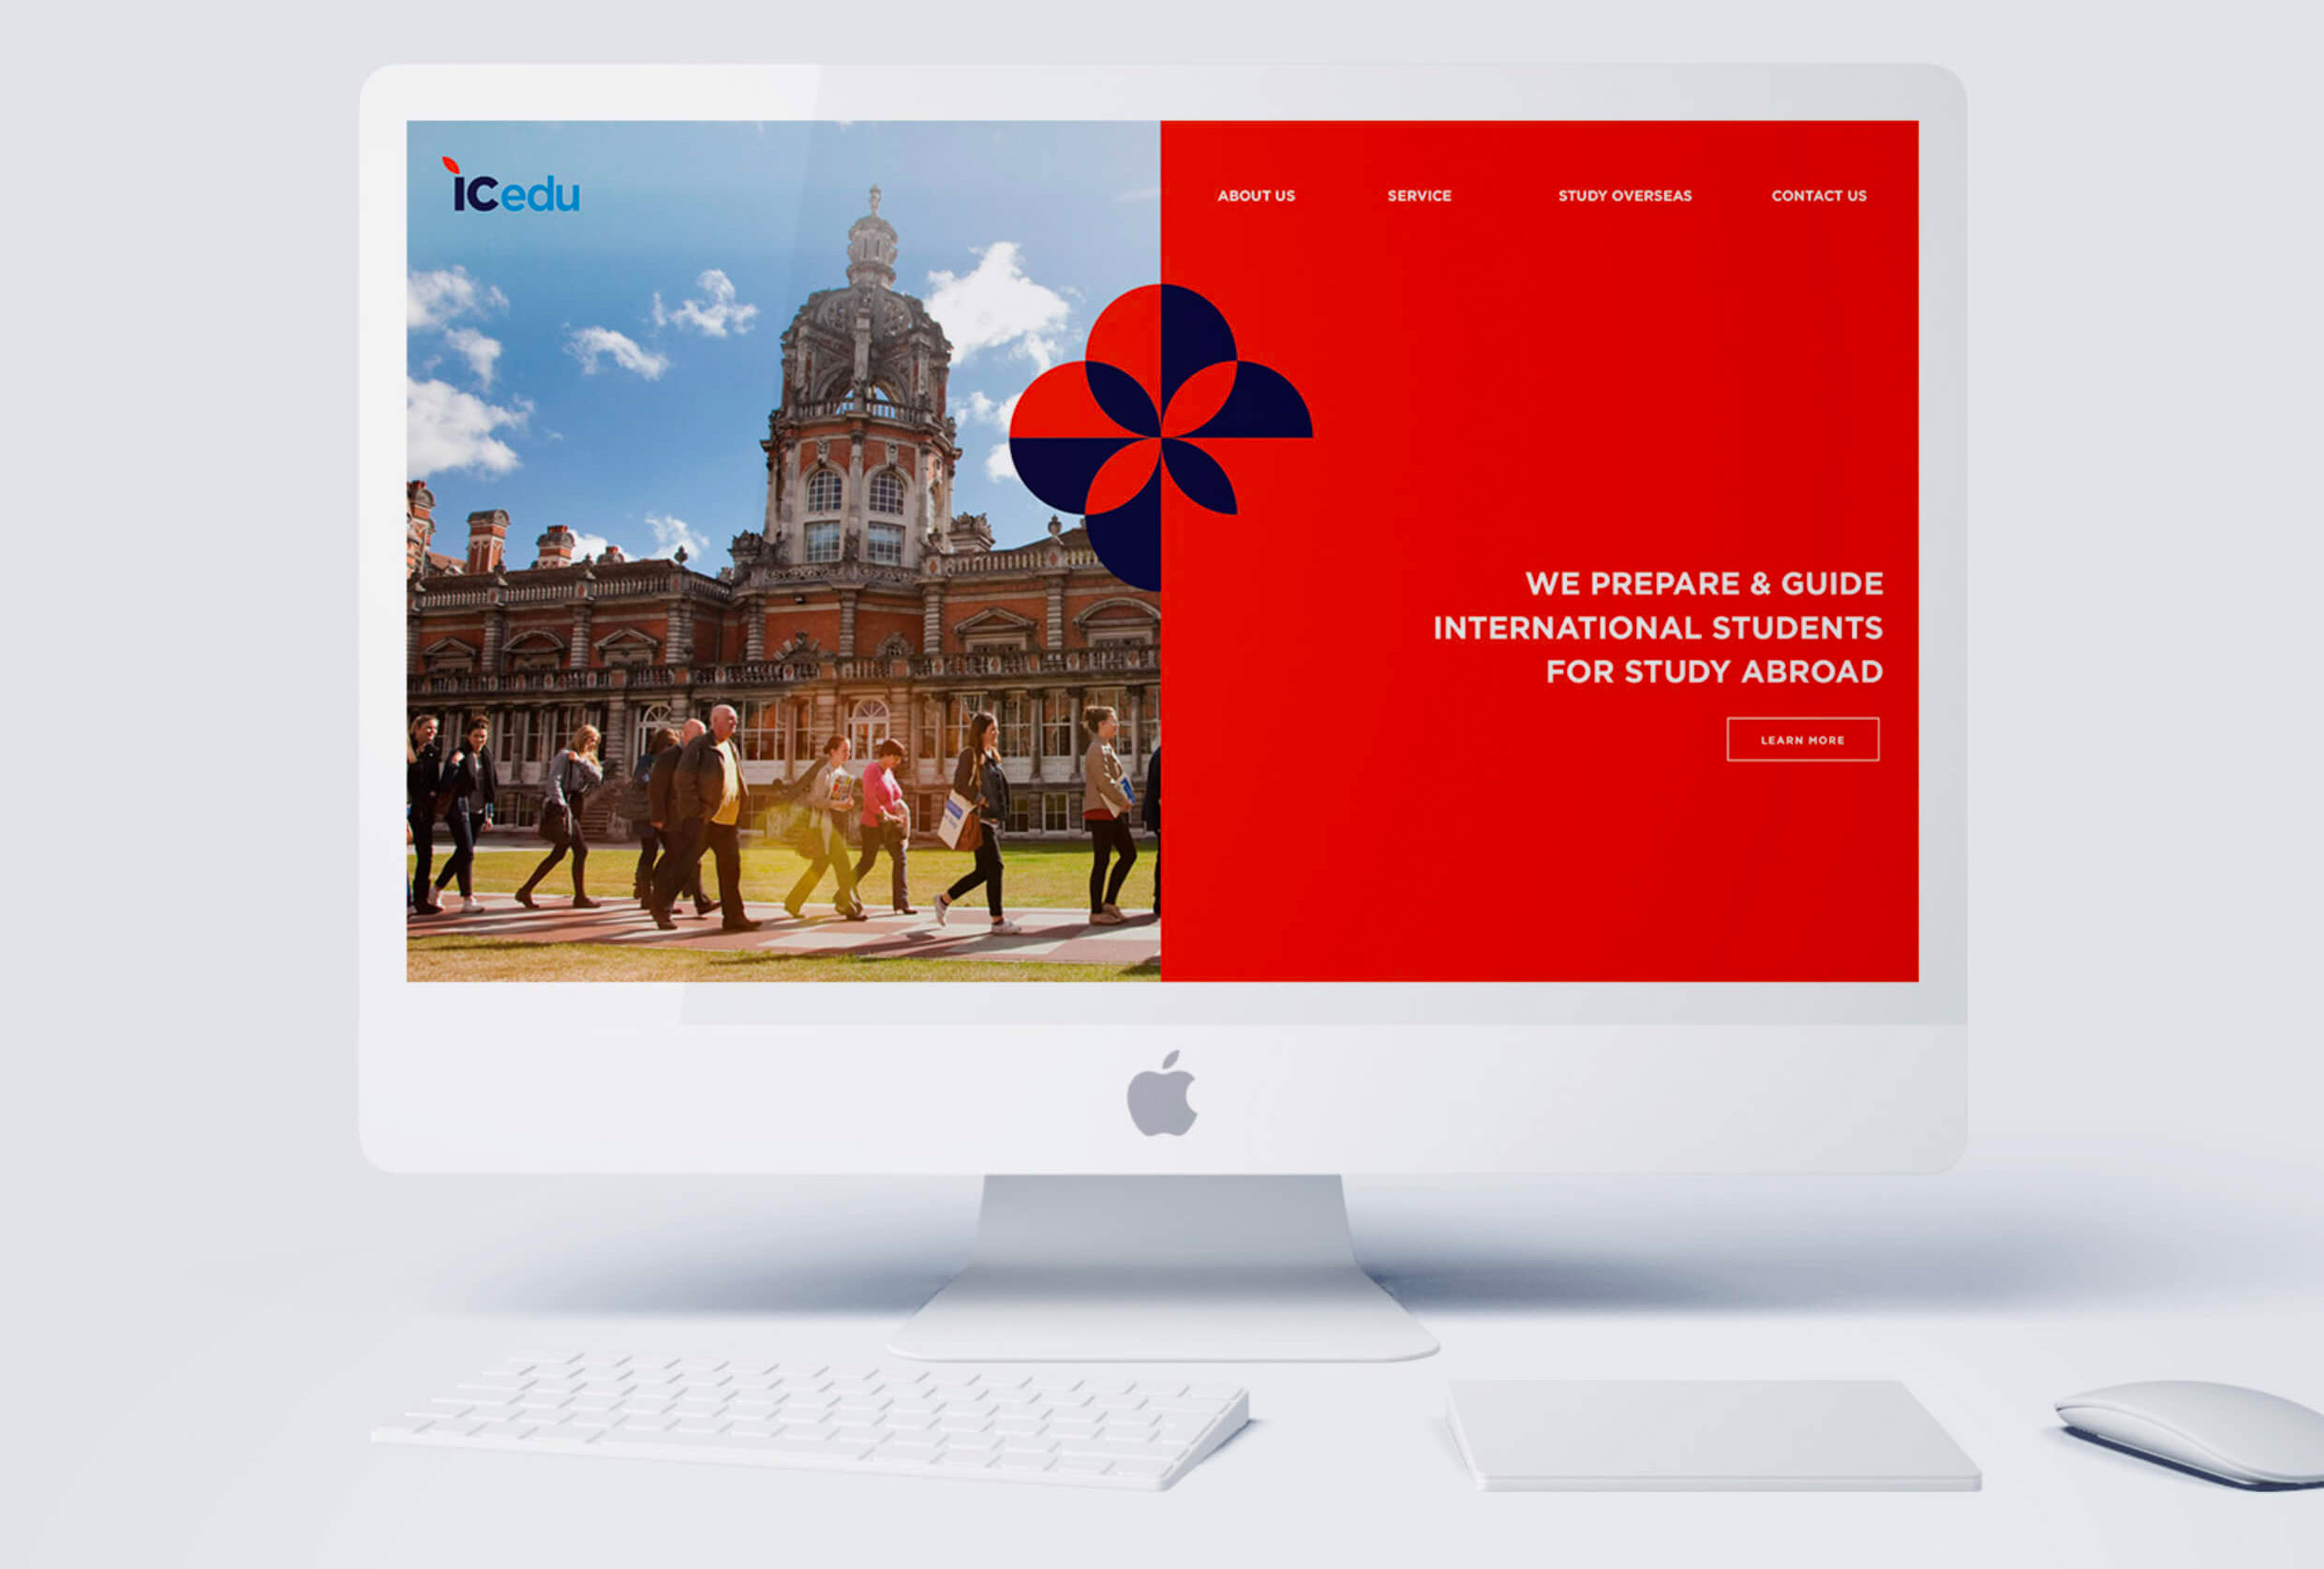 ICedu
ABOUT US
SERVICE
STUDY OVERSEAS
CONTACT US
WE PREPARE & GUIDE
INTERNATIONAL STUDENTS
FOR STUDY ABROAD
LEARN MORE